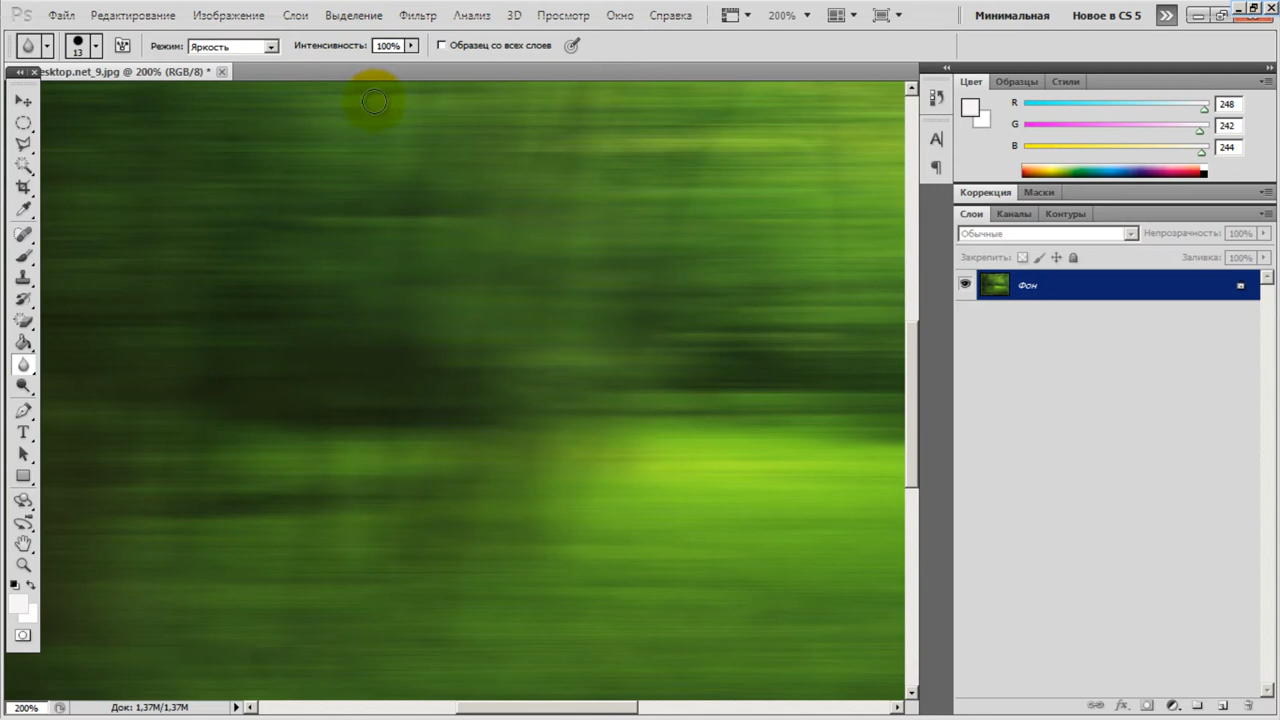 Ps Файл Редактирование Изображение Слои Выделение Фильтр Анализ 3D Просмотр Окно Справка 200% Минимальная Новое в CS 5
13 Режим: Яркость Интенсивность: 100% Образец со всех слоев
esktop.net_9.jpg @ 200% (RGB/8) *
Цвет Образцы Стили
R 248
G 242
B 244
Коррекция Маски
Слои Каналы Контуры
Обычные Непрозрачность: 100%
Закрепить: Заливка: 100%
Фон
200% Док: 1,37M/1,37M